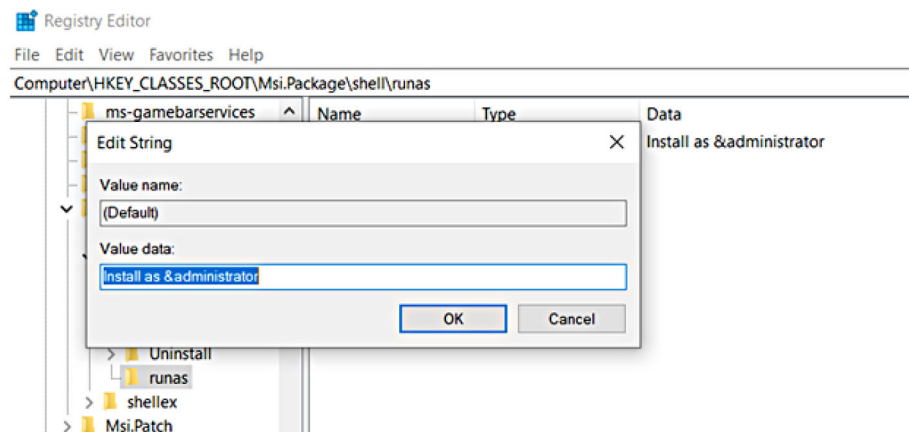 Registry Editor
File Edit View Favorites Help
Computer\HKEY_CLASSES_ROOT\Msi.Package\shell\runas
ms-gamebarservices
Name Type Data
Edit String
Install as &administrator
Value name:
(Default)
Value data:
Install as &administrator
OK Cancel
Uninstall
runas
shellex
Msi.Patch